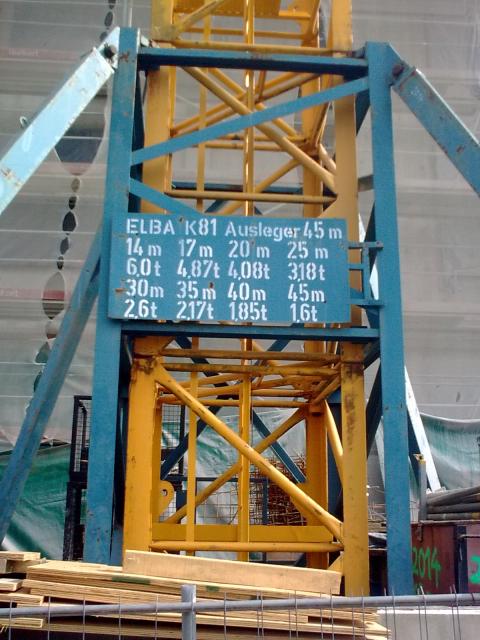 ELBA K81 Ausleger 45 m
14 m 17 m 20 m 25 m
6,0 t 4,87 t 4,08 t 3,18 t
30 m 35 m 40 m 45 m
2,6 t 2,17 t 1,85 t 1,6 t
2014